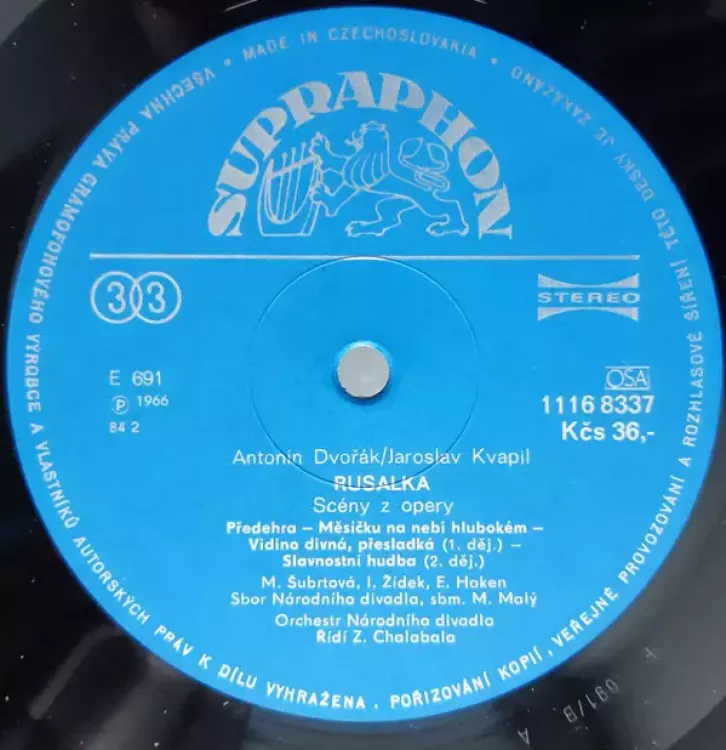 MADE IN CZECHOSLOVAKIA
SUPRAPHON
33
STEREO
E 691
Ⓟ 1966
84 2
OSA
1116 8337
Kčs 36,-
Antonín Dvořák/Jaroslav Kvapil
RUSALKA
Scény z opery
Předehra – Měsíčku na nebi hlubokém –
Vidino divná, přesladká (1. děj.) –
Slavnostní hudba (2. děj.)
M. Šubrtová, I. Žídek, E. Haken
Sbor Národního divadla, sbm. M. Malý
Orchestr Národního divadla
Řídí Z. Chalabala
VŠECHNA PRÁVA GRAMOFONOVÉHO VÝROBCE A VLASTNÍKŮ AUTORSKÝCH PRÁV K DÍLU VYHRAŽENA. POŘIZOVÁNÍ KOPIÍ, VEŘEJNÉ PROVOZOVÁNÍ A ROZHLASOVÉ ŠÍŘENÍ TÉTO DESKY JE ZAKÁZÁNO